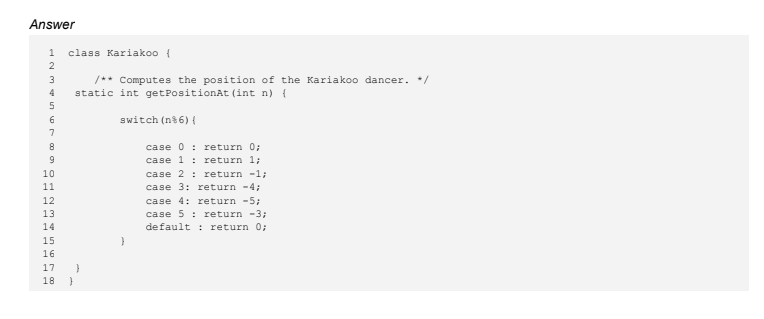 Answer
1 class Kariakoo {
2
3 /** Computes the position of the Kariakoo dancer. */
4 static int getPositionAt(int n) {
5
6 switch(n%6){
7
8 case 0 : return 0;
9 case 1 : return 1;
10 case 2 : return -1;
11 case 3: return -4;
12 case 4: return -5;
13 case 5 : return -3;
14 default : return 0;
15 }
16
17 }
18 }